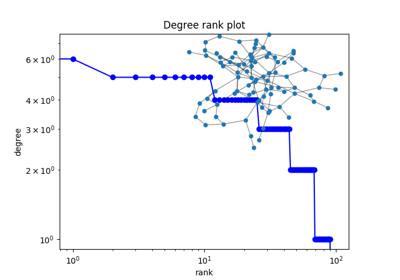 Degree rank plot
degree
6 × 10⁰
4 × 10⁰
3 × 10⁰
2 × 10⁰
10⁰
10⁰
10¹
10²
rank